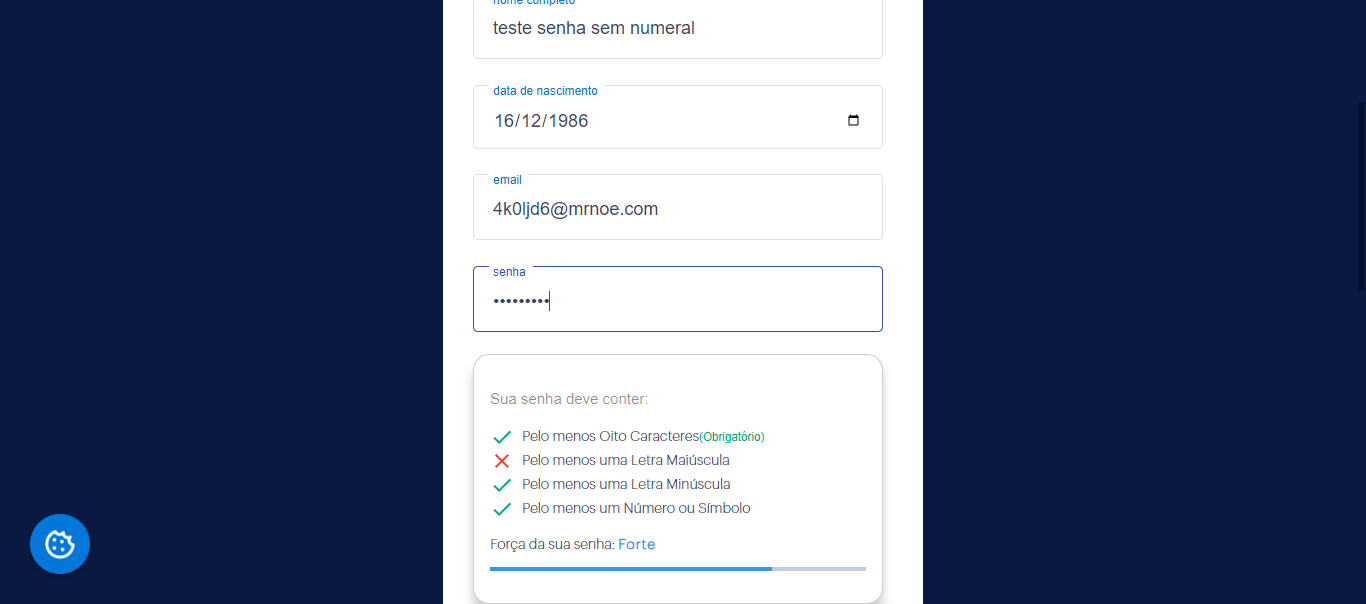 nome completo
teste senha sem numeral
data de nascimento
16/12/1986
email
4k0ljd6@mrnoe.com
senha
•••••••••
Sua senha deve conter:
Pelo menos Oito Caracteres(Obrigatório)
Pelo menos uma Letra Maiúscula
Pelo menos uma Letra Minúscula
Pelo menos um Número ou Símbolo
Força da sua senha: Forte